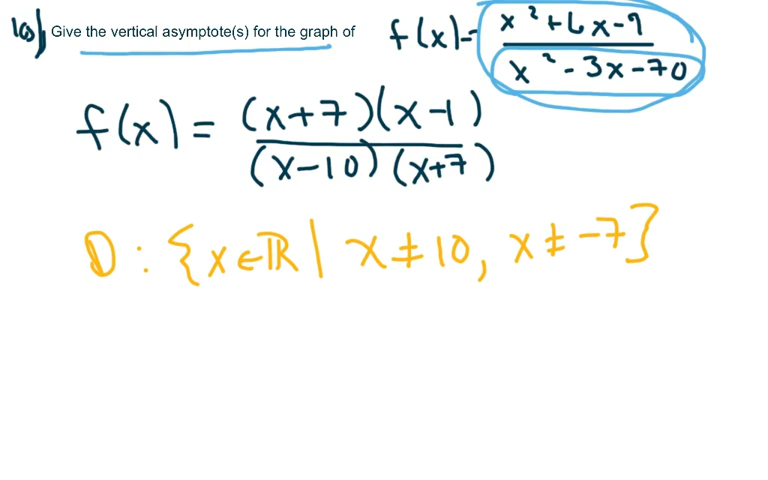 10) Give the vertical asymptote(s) for the graph of f(x) = x²+6x-7 / x²-3x-70
f(x) = (x+7)(x-1) / (x-10)(x+7)
D : {x∈ℝ | x≠10, x≠-7}